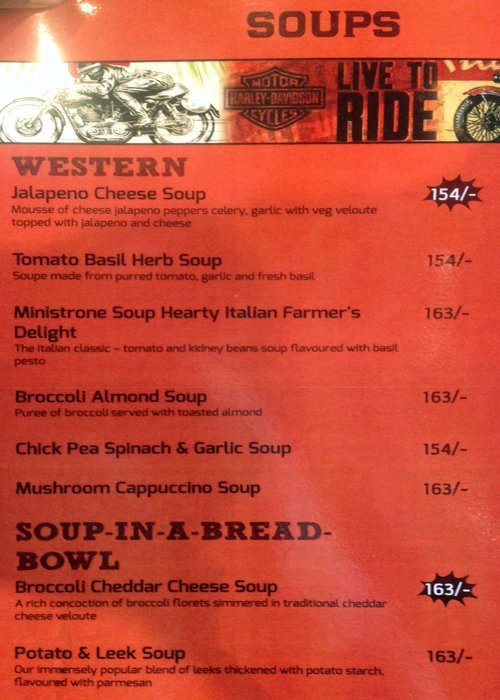 SOUPS
MOTOR
HARLEY-DAVIDSON
CYCLES
LIVE TO
RIDE
WESTERN
Jalapeno Cheese Soup 154/-
Mousse of cheese jalapeno peppers celery, garlic with veg veloute
topped with jalapeno and cheese
Tomato Basil Herb Soup 154/-
Soupe made from purred tomato, garlic and fresh basil
Ministrone Soup Hearty Italian Farmer's 163/-
Delight
The italian classic – tomato and kidney beans soup flavoured with basil
pesto
Broccoli Almond Soup 163/-
Puree of broccoli served with toasted almond
Chick Pea Spinach & Garlic Soup 154/-
Mushroom Cappuccino Soup 163/-
SOUP-IN-A-BREAD-
BOWL
Broccoli Cheddar Cheese Soup 163/-
A rich concoction of broccoli florets simmered in traditional cheddar
cheese veloute
Potato & Leek Soup 163/-
Our immensely popular blend of leeks thickened with potato starch,
flavoured with parmesan